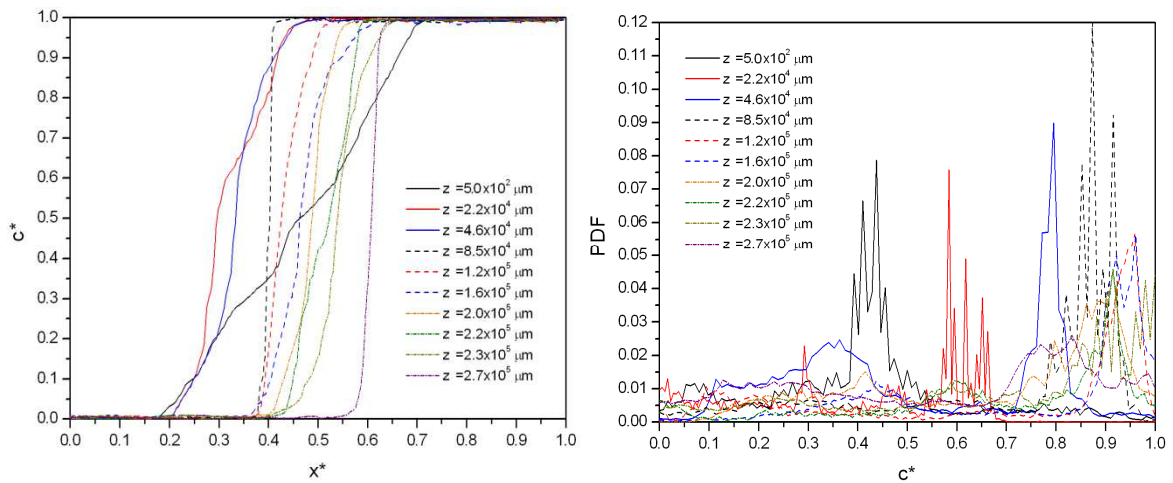 1.0
0.9
0.8
0.7
0.6
0.5
0.4
0.3
0.2
0.1
0.0
c*
z =5.0x10² µm
z =2.2x10⁴ µm
z =4.6x10⁴ µm
z =8.5x10⁴ µm
z =1.2x10⁵ µm
z =1.6x10⁵ µm
z =2.0x10⁵ µm
z =2.2x10⁵ µm
z =2.3x10⁵ µm
z =2.7x10⁵ µm
0.0 0.1 0.2 0.3 0.4 0.5 0.6 0.7 0.8 0.9 1.0
x*
0.12
0.11
0.10
0.09
0.08
0.07
0.06
0.05
0.04
0.03
0.02
0.01
0.00
PDF
z =5.0x10² µm
z =2.2x10⁴ µm
z =4.6x10⁴ µm
z =8.5x10⁴ µm
z =1.2x10⁵ µm
z =1.6x10⁵ µm
z =2.0x10⁵ µm
z =2.2x10⁵ µm
z =2.3x10⁵ µm
z =2.7x10⁵ µm
0.0 0.1 0.2 0.3 0.4 0.5 0.6 0.7 0.8 0.9 1.0
c*